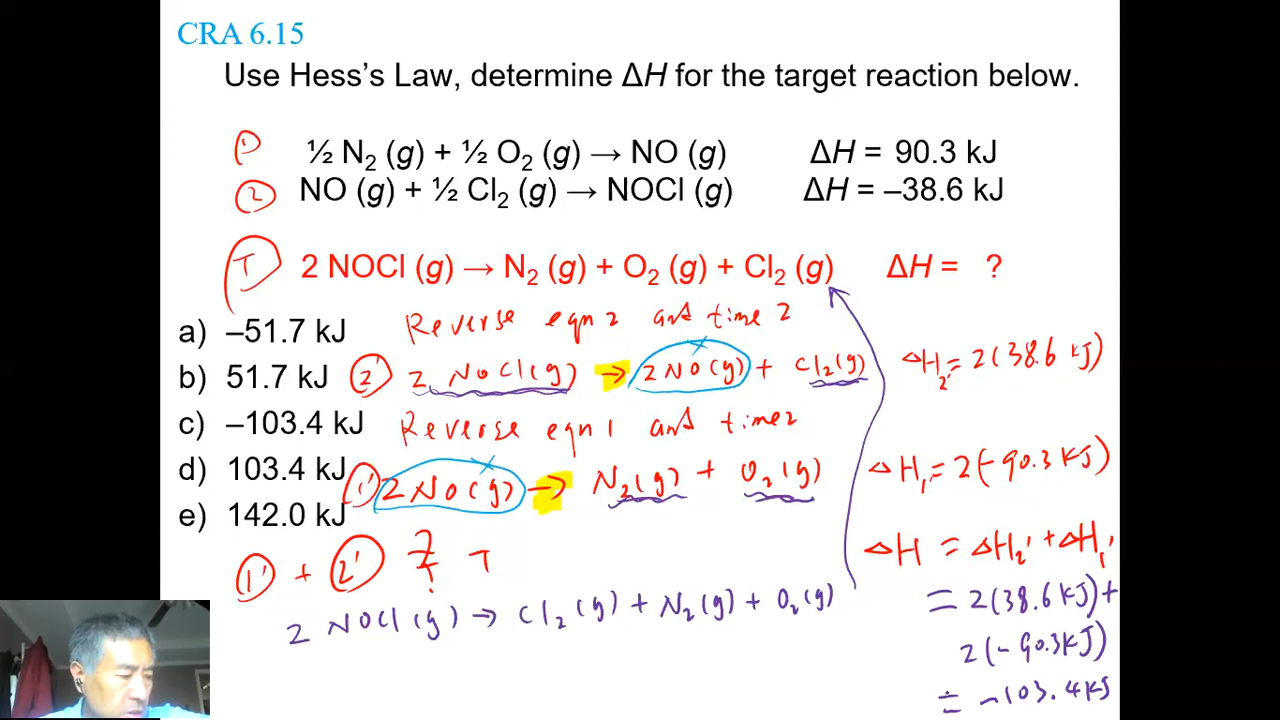 CRA 6.15
Use Hess's Law, determine ΔH for the target reaction below.
① ½ N₂ (g) + ½ O₂ (g) → NO (g) ΔH = 90.3 kJ
② NO (g) + ½ Cl₂ (g) → NOCl (g) ΔH = –38.6 kJ
Ⓣ 2 NOCl (g) → N₂ (g) + O₂ (g) + Cl₂ (g) ΔH = ?
Reverse eqn 2 and time 2
a) –51.7 kJ
②' 2 NOCl(g) → 2NO(g) + Cl₂(g) ΔH₂' = 2(38.6 kJ)
b) 51.7 kJ
Reverse eqn 1 and time 2
c) –103.4 kJ
①' 2NO(g) → N₂(g) + O₂(g) ΔH₁' = 2(-90.3 kJ)
d) 103.4 kJ
e) 142.0 kJ
①' + ②' ?= T
ΔH = ΔH₂' + ΔH₁'
2 NOCl(g) → Cl₂(g) + N₂(g) + O₂(g)
= 2(38.6 kJ) +
2(-90.3 kJ)
= -103.4 kJ